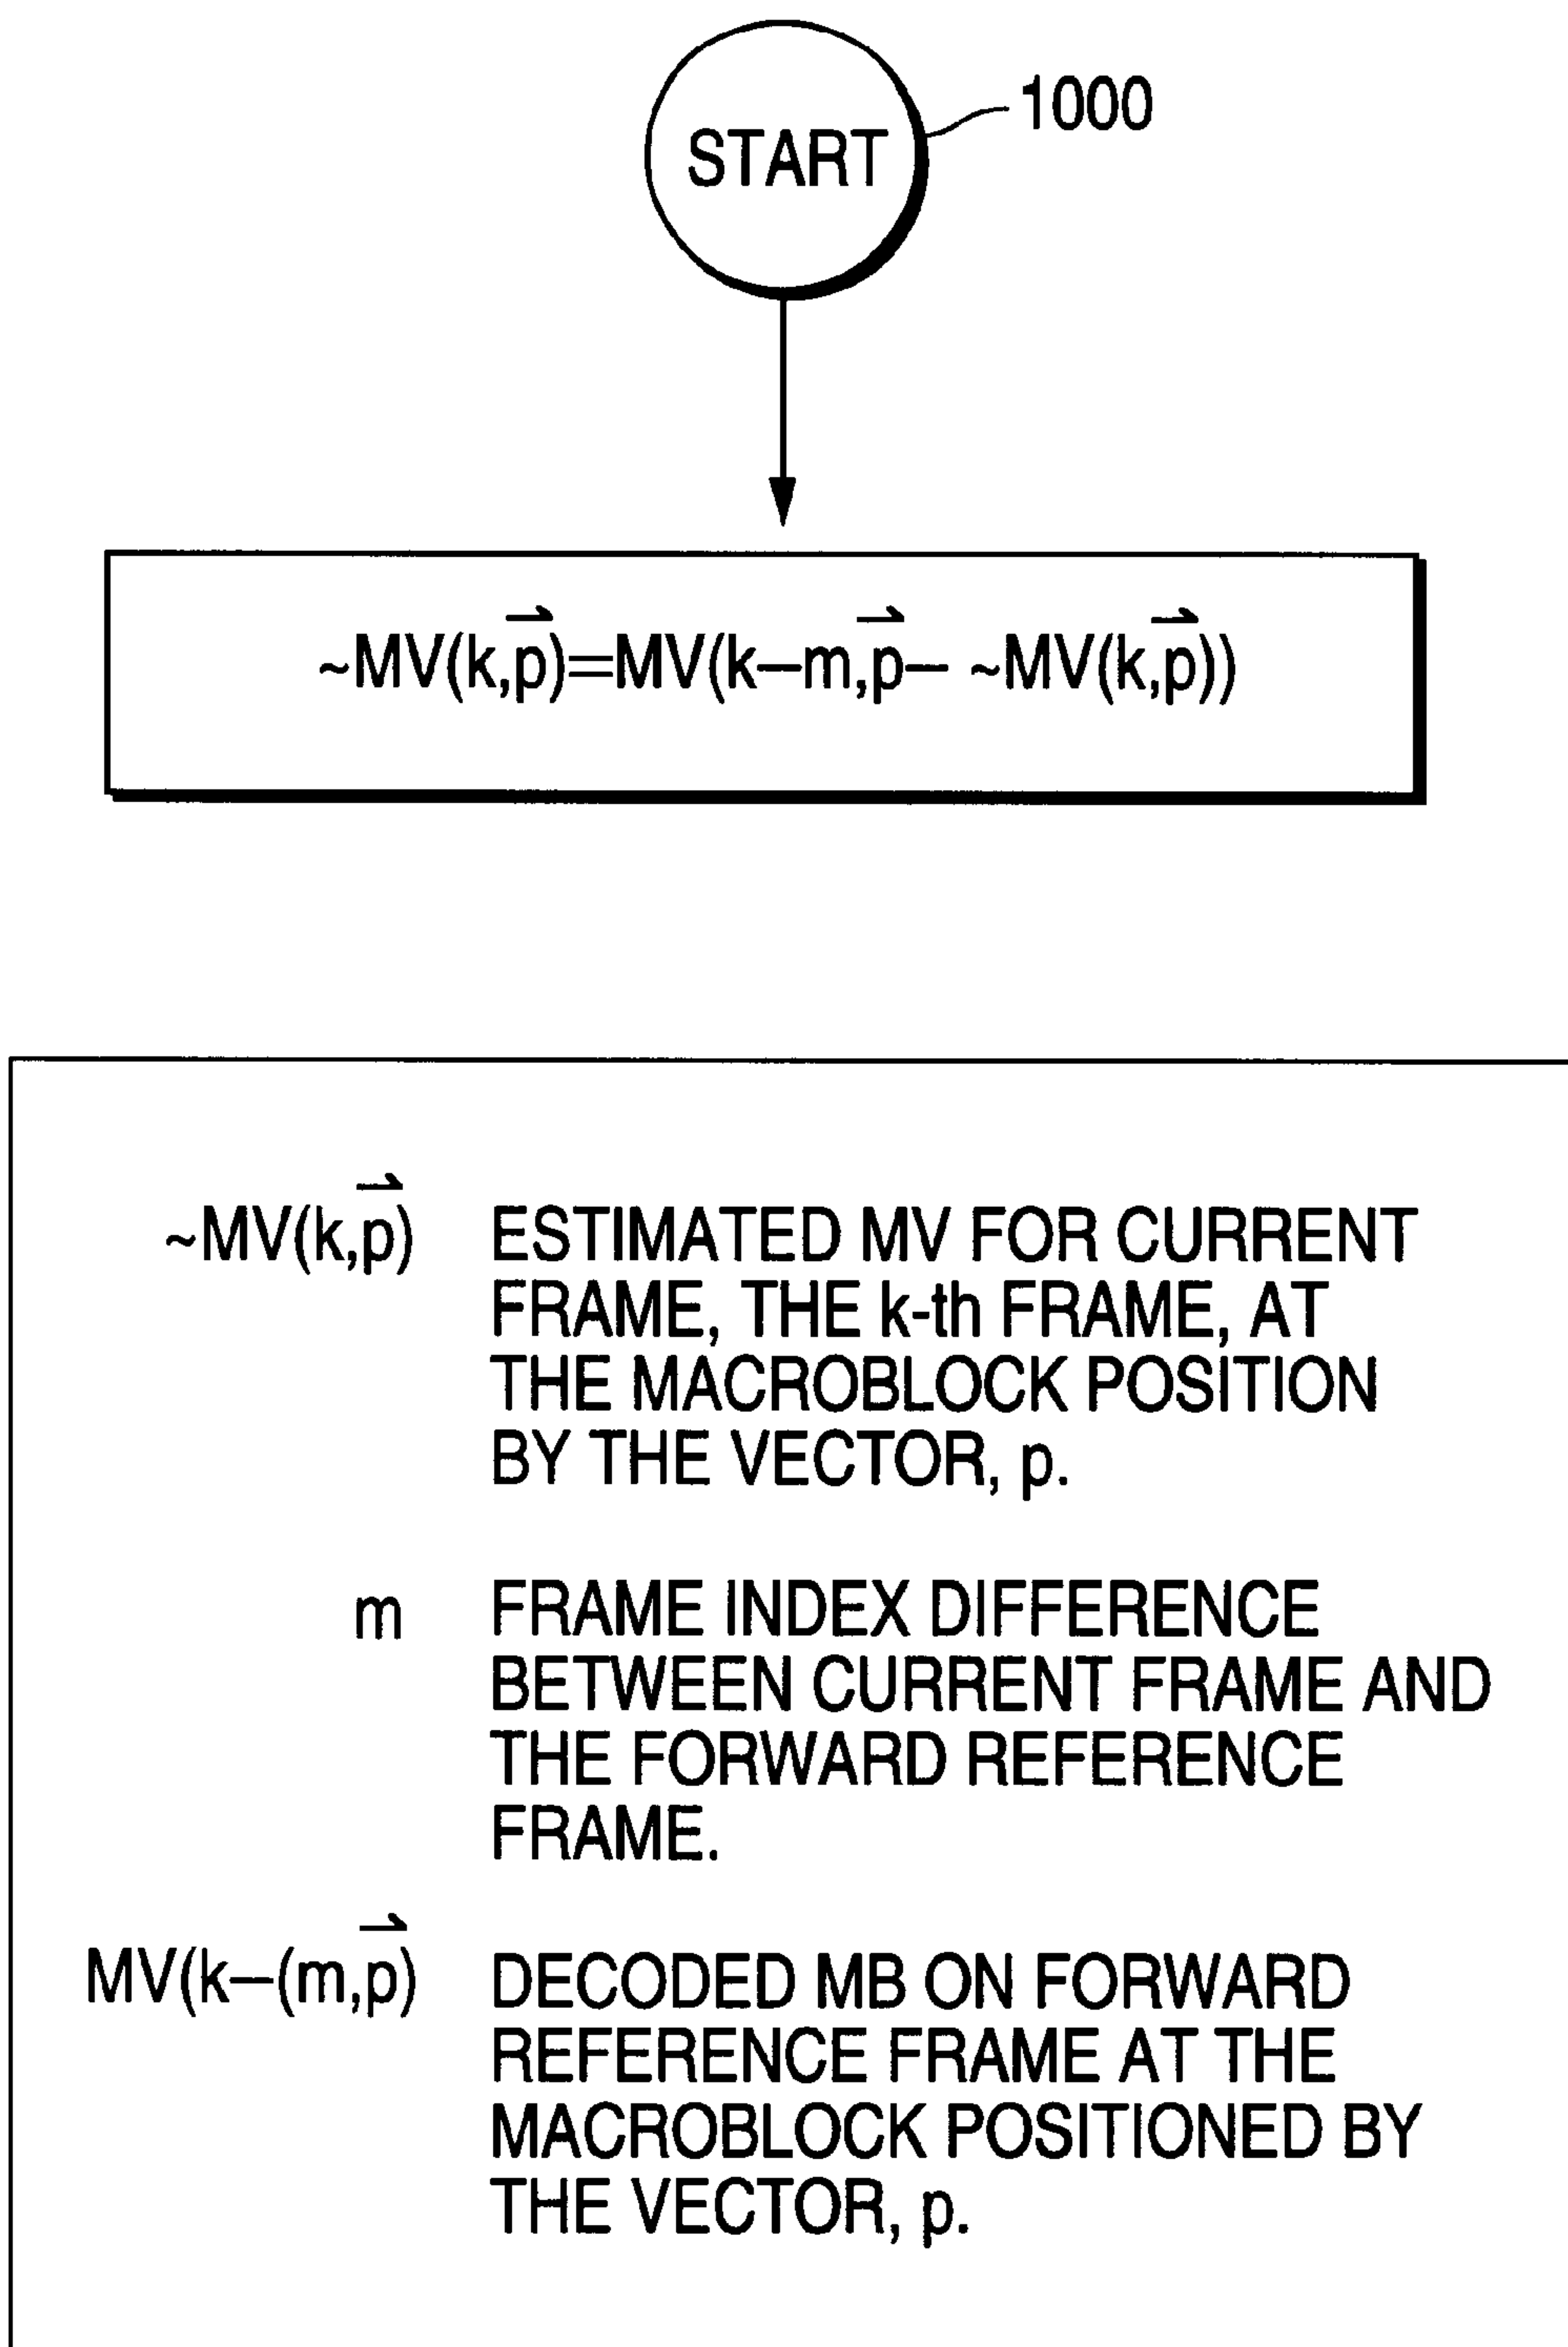 START
1000
~MV(k,p⃗)=MV(k–m,p⃗– ~MV(k,p⃗))
~MV(k,p⃗) ESTIMATED MV FOR CURRENT
FRAME, THE k-th FRAME, AT
THE MACROBLOCK POSITION
BY THE VECTOR, p.
m FRAME INDEX DIFFERENCE
BETWEEN CURRENT FRAME AND
THE FORWARD REFERENCE
FRAME.
MV(k–(m,p⃗) DECODED MB ON FORWARD
REFERENCE FRAME AT THE
MACROBLOCK POSITIONED BY
THE VECTOR, p.